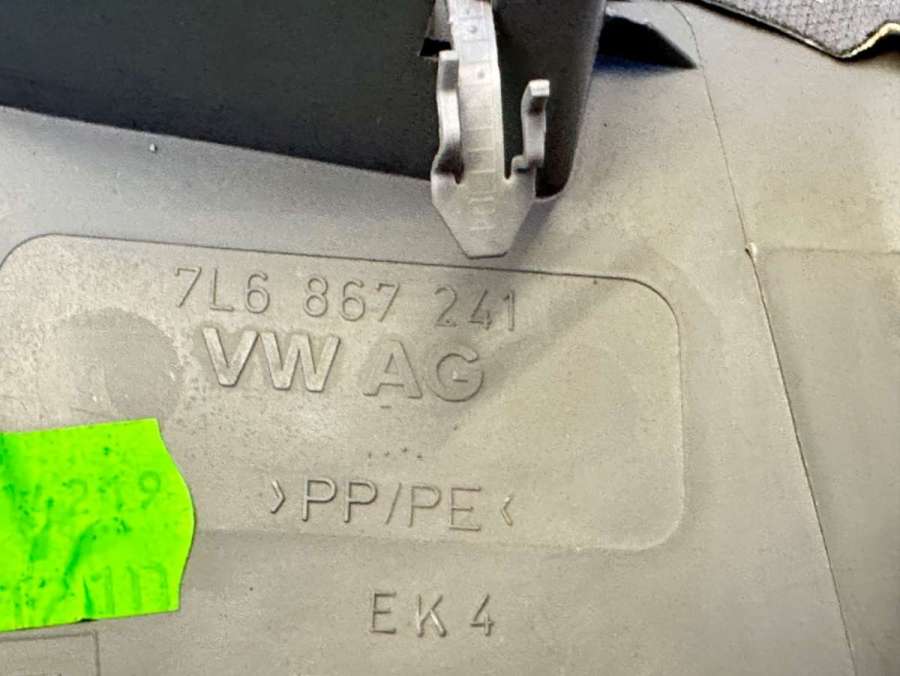 7L6 867 241
VW AG
>PP/PE<
EK4